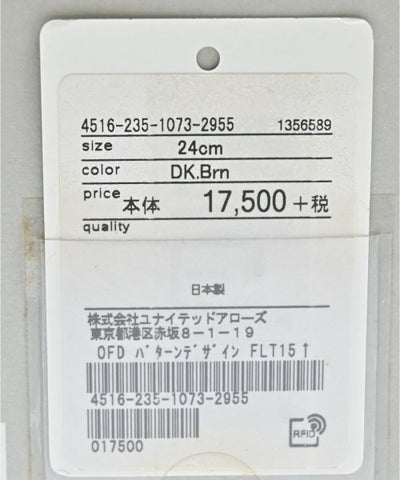 4516-235-1073-2955 1356589
size 24cm
color DK.Brn
price 本体 17,500 +税
quality
日本製
株式会社ユナイテッドアローズ
東京都港区赤坂8-1-19
OFD パターンデザイン FLT15↑
4516-235-1073-2955
017500
RFID